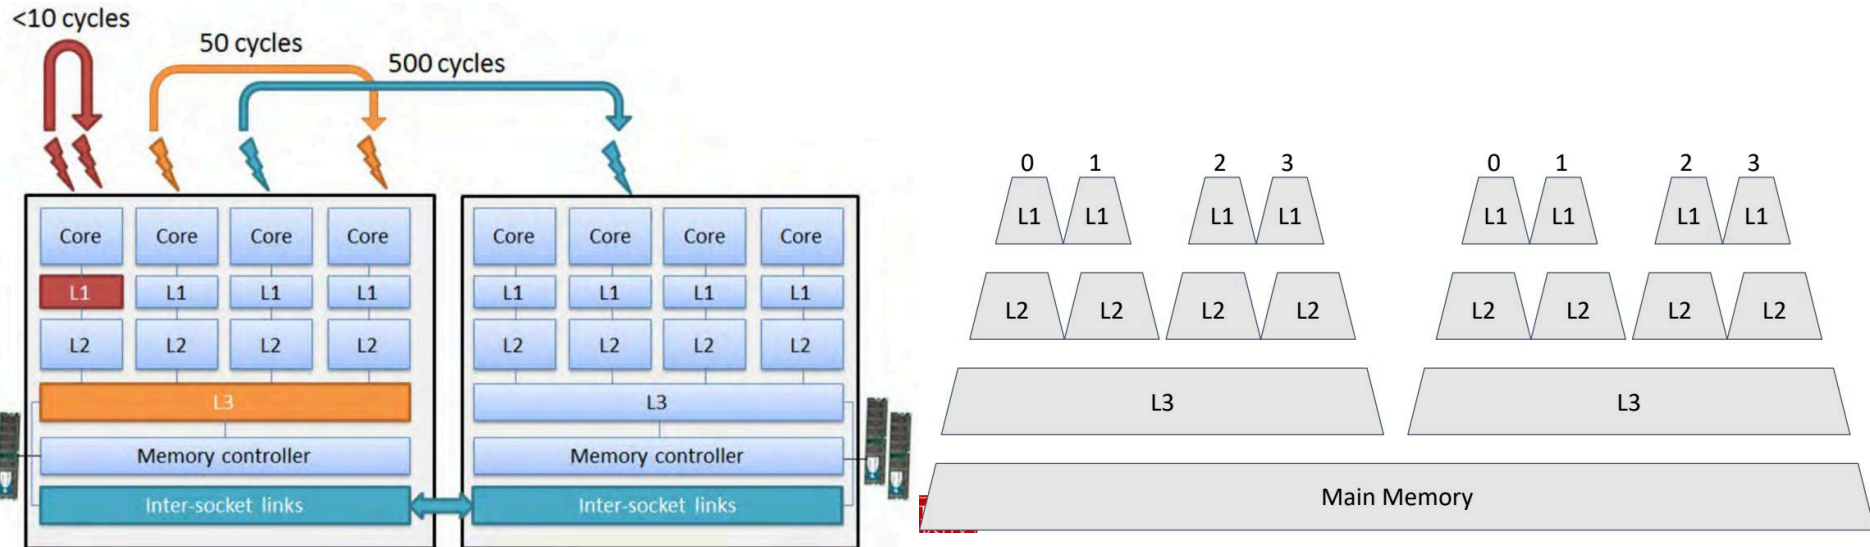 <10 cycles
50 cycles
500 cycles
Core Core Core Core
L1 L1 L1 L1
L2 L2 L2 L2
L3
Memory controller
Inter-socket links
Core Core Core Core
L1 L1 L1 L1
L2 L2 L2 L2
L3
Memory controller
Inter-socket links
0 1 2 3
L1 L1 L1 L1
L2 L2 L2 L2
L3
0 1 2 3
L1 L1 L1 L1
L2 L2 L2 L2
L3
Main Memory